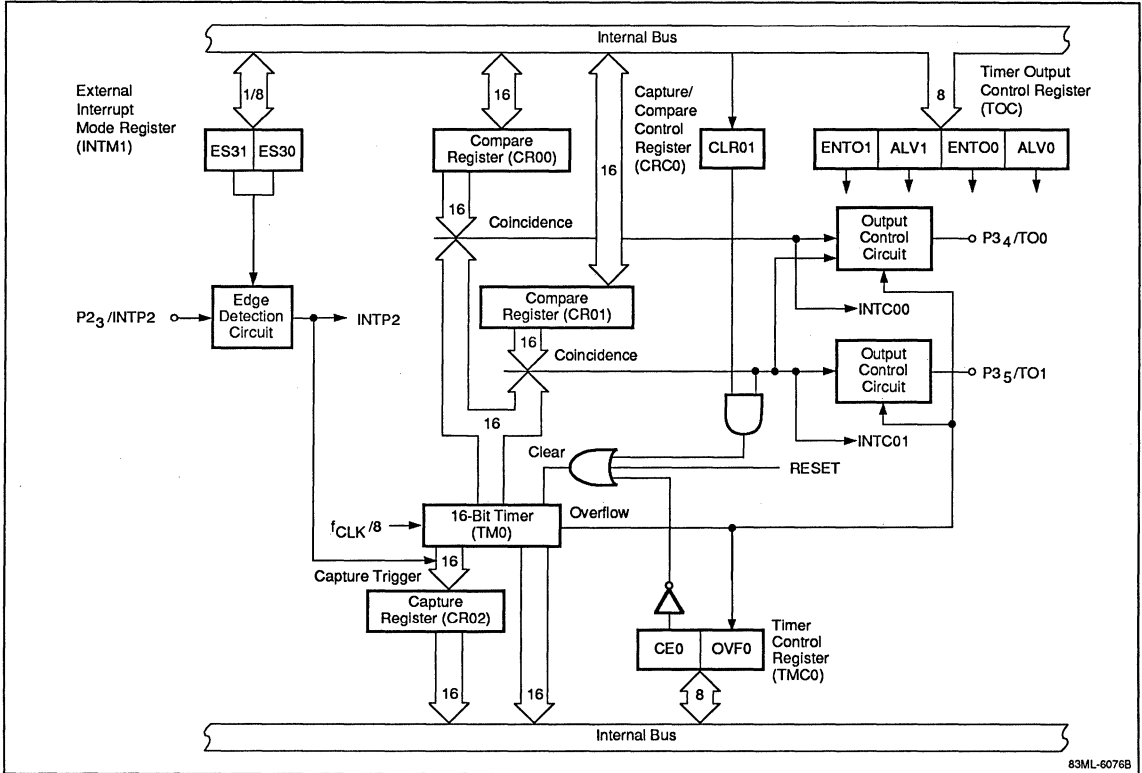 Internal Bus
External
Interrupt
Mode Register
(INTM1)
1/8
ES31 ES30
16
Compare
Register (CR00)
16
Coincidence
16
Capture/
Compare
Control
Register
(CRC0)
CLR01
8
Timer Output
Control Register
(TOC)
ENTO1 ALV1 ENTO0 ALV0
Output
Control
Circuit
P34/TO0
INTC00
P23/INTP2
Edge
Detection
Circuit
INTP2
Compare
Register (CR01)
16
Coincidence
Output
Control
Circuit
P35/TO1
INTC01
16
Clear
RESET
fCLK/8
16-Bit Timer
(TM0)
Overflow
16
Capture Trigger
Capture
Register (CR02)
CE0 OVF0
Timer
Control
Register
(TMC0)
16
16
8
Internal Bus
83ML-6076B